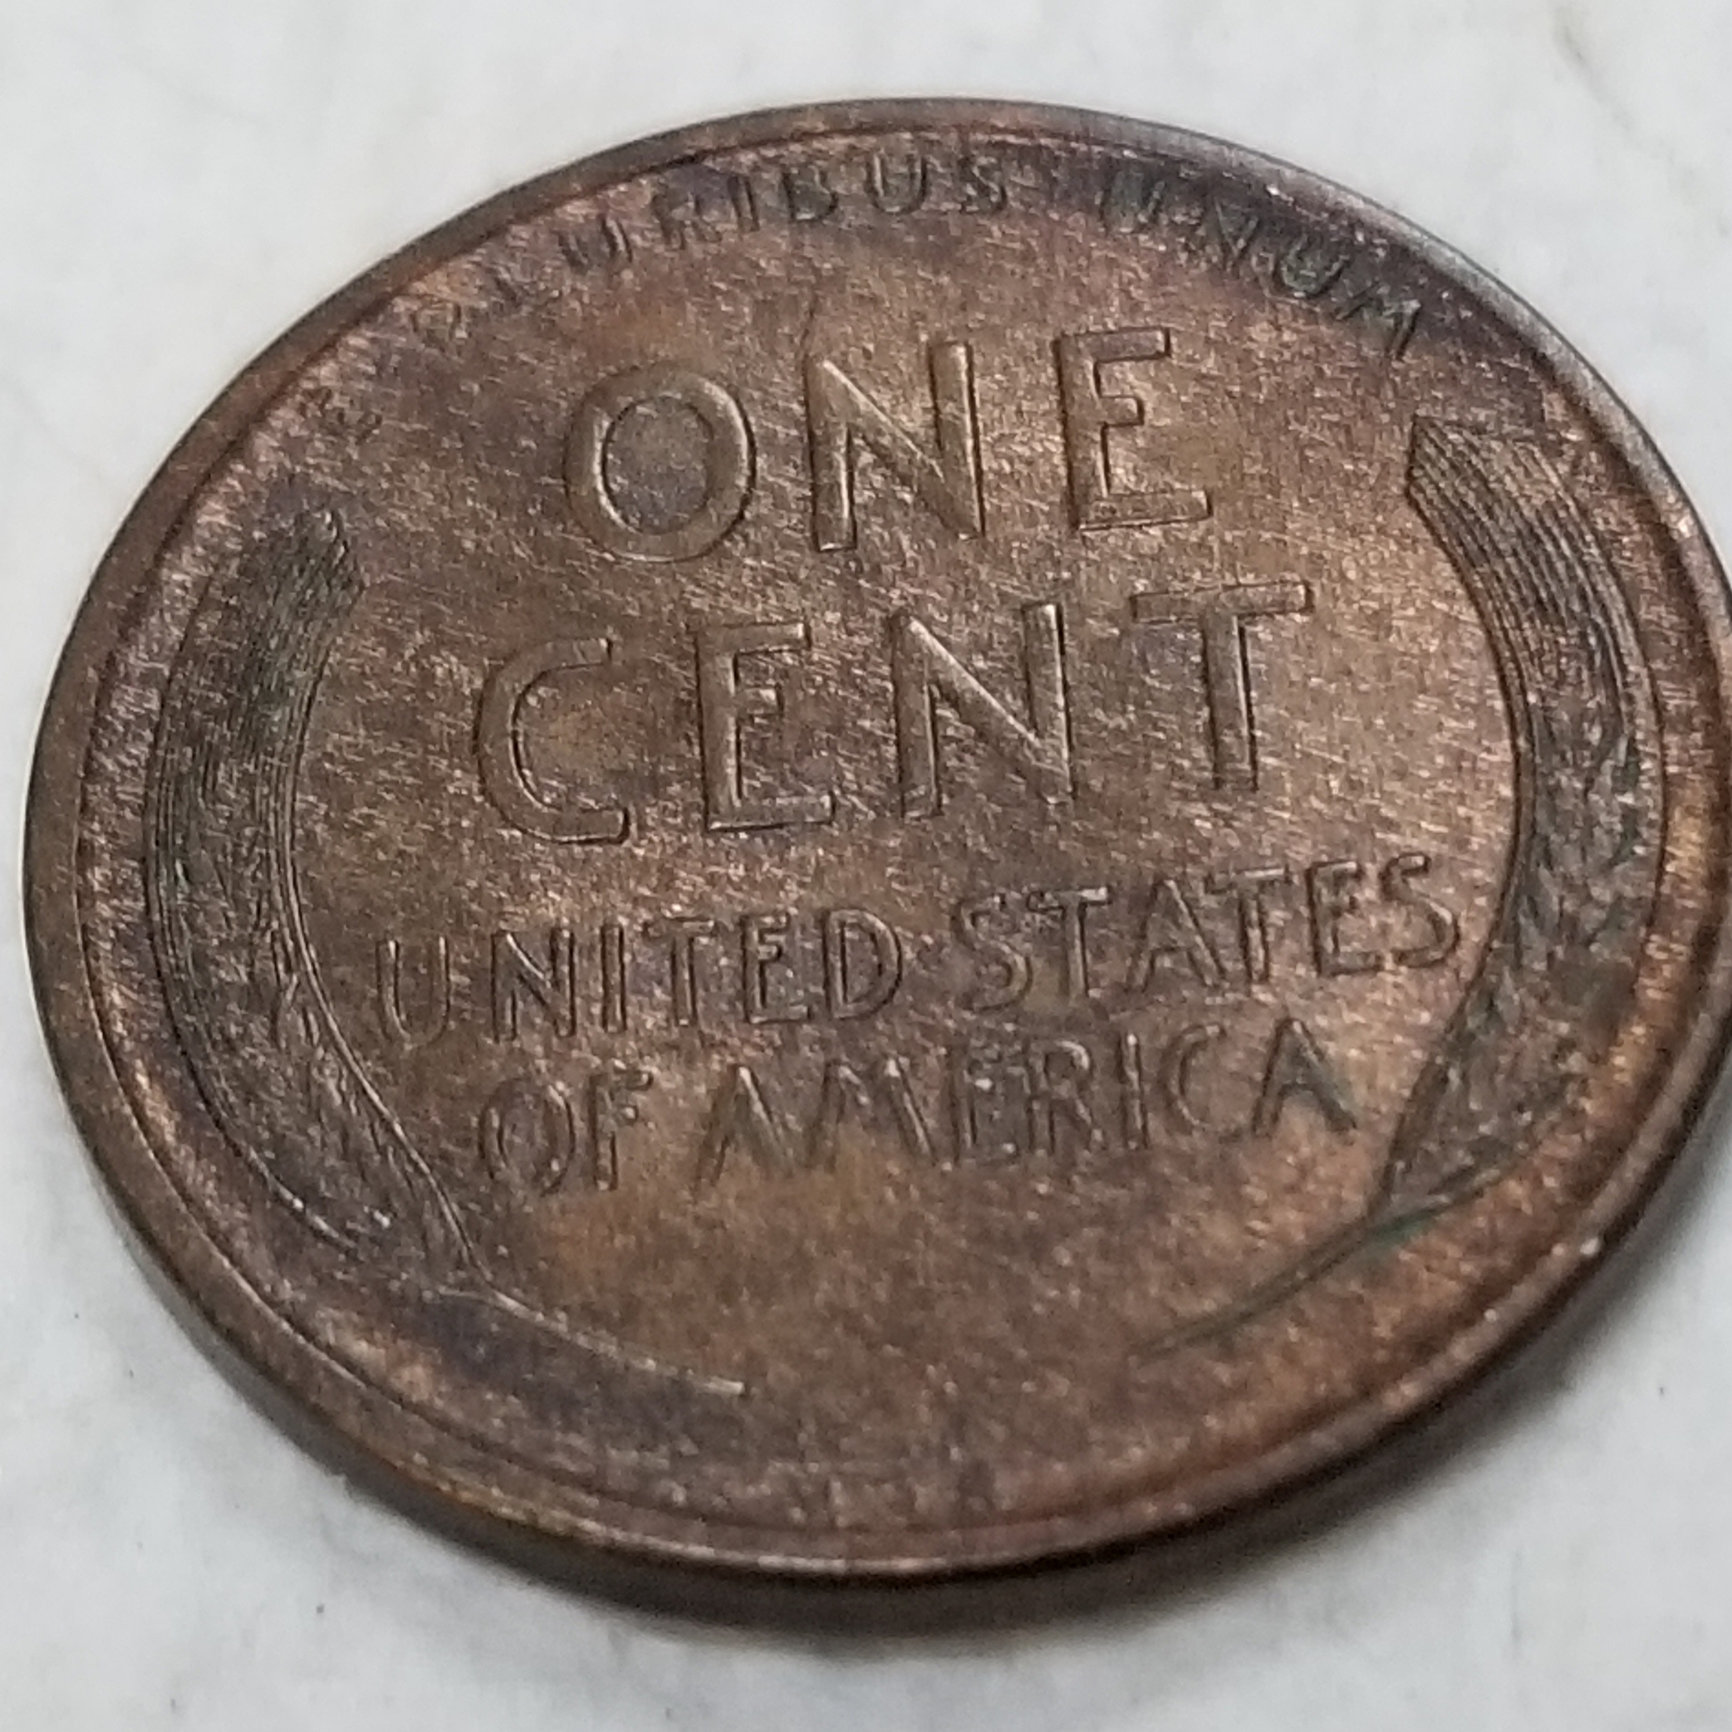 E PLURIBUS UNUM
ONE
CENT
UNITED STATES
OF AMERICA